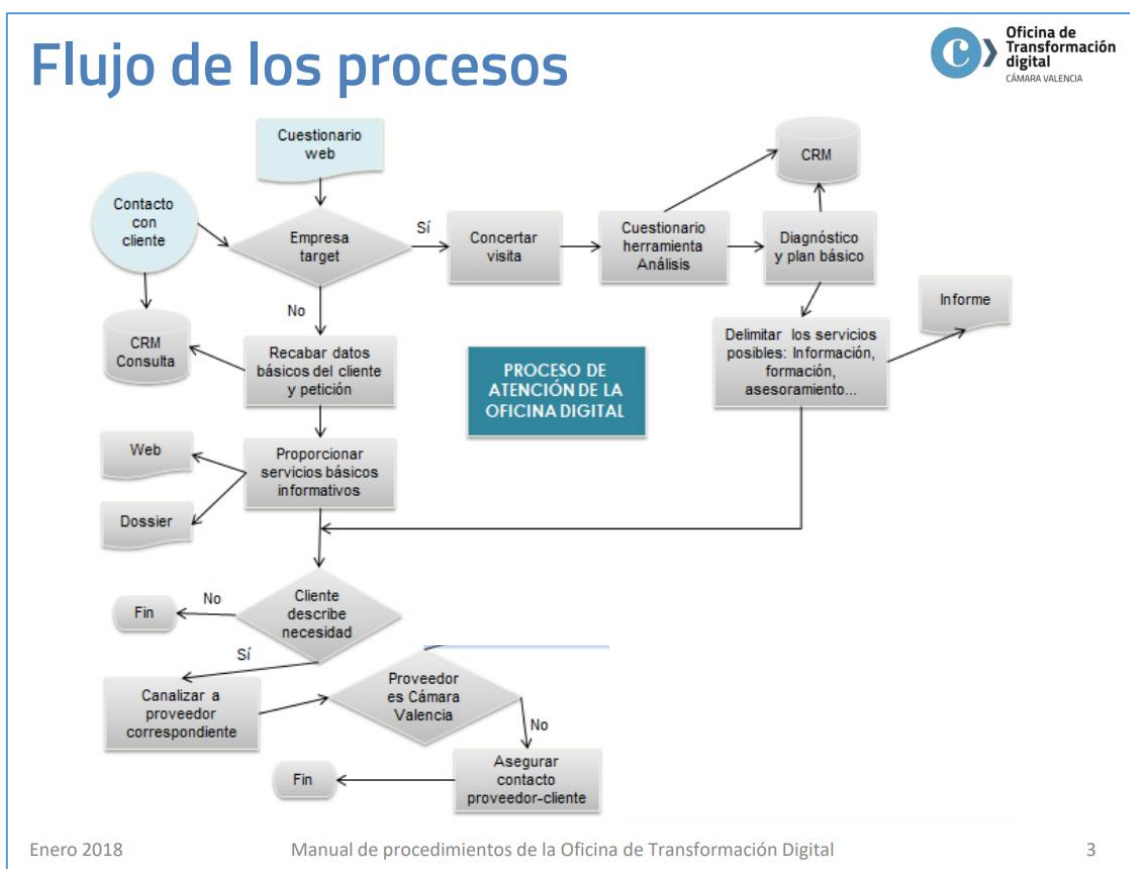 Flujo de los procesos
Oficina de
Transformación
digital
CÁMARA VALENCIA
Cuestionario
web
CRM
Contacto
con
cliente
Empresa
target
Sí
Concertar
visita
Cuestionario
herramienta
Análisis
Diagnóstico
y plan básico
No
Informe
CRM
Consulta
Recabar datos
básicos del cliente
y petición
PROCESO DE
ATENCIÓN DE LA
OFICINA DIGITAL
Delimitar los servicios
posibles: Información,
formación,
asesoramiento...
Web
Proporcionar
servicios básicos
informativos
Dossier
Cliente
describe
necesidad
No
Fin
Sí
Canalizar a
proveedor
correspondiente
Proveedor
es Cámara
Valencia
No
Asegurar
contacto
proveedor-cliente
Fin
Enero 2018
Manual de procedimientos de la Oficina de Transformación Digital
3